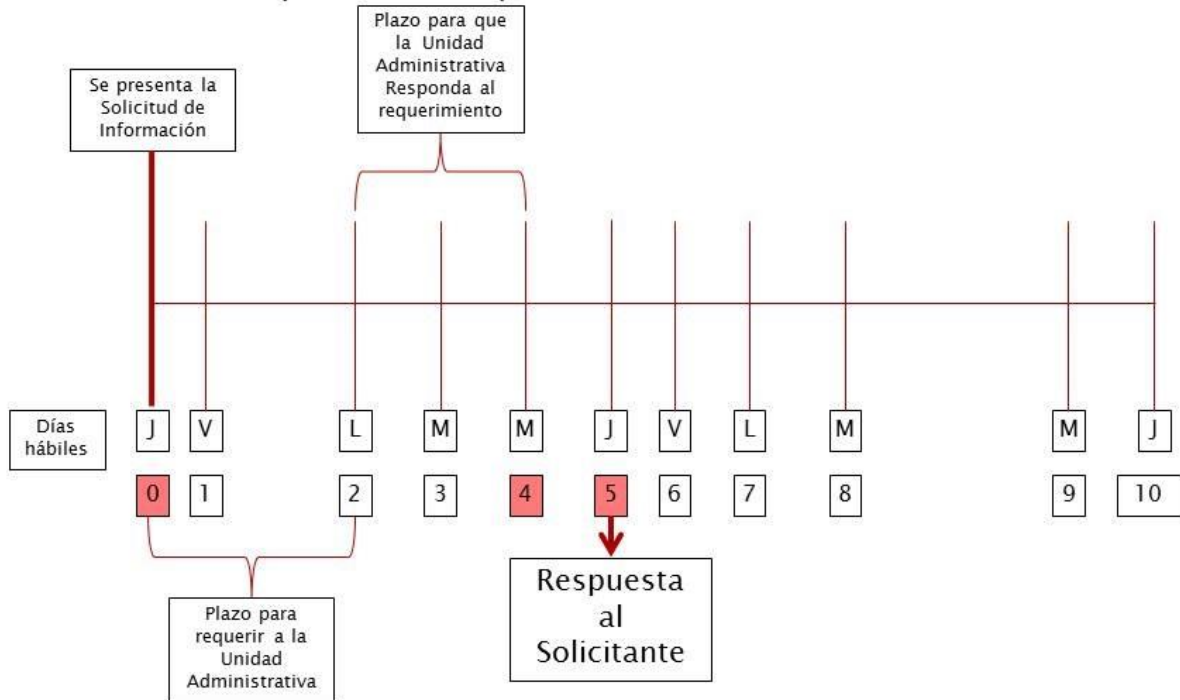 Plazo para que
la Unidad
Administrativa
Responda al
requerimiento
Se presenta la
Solicitud de
Información
Días
hábiles
J V L M M J V L M M J
0 1 2 3 4 5 6 7 8 9 10
Respuesta
al
Solicitante
Plazo para
requerir a la
Unidad
Administrativa